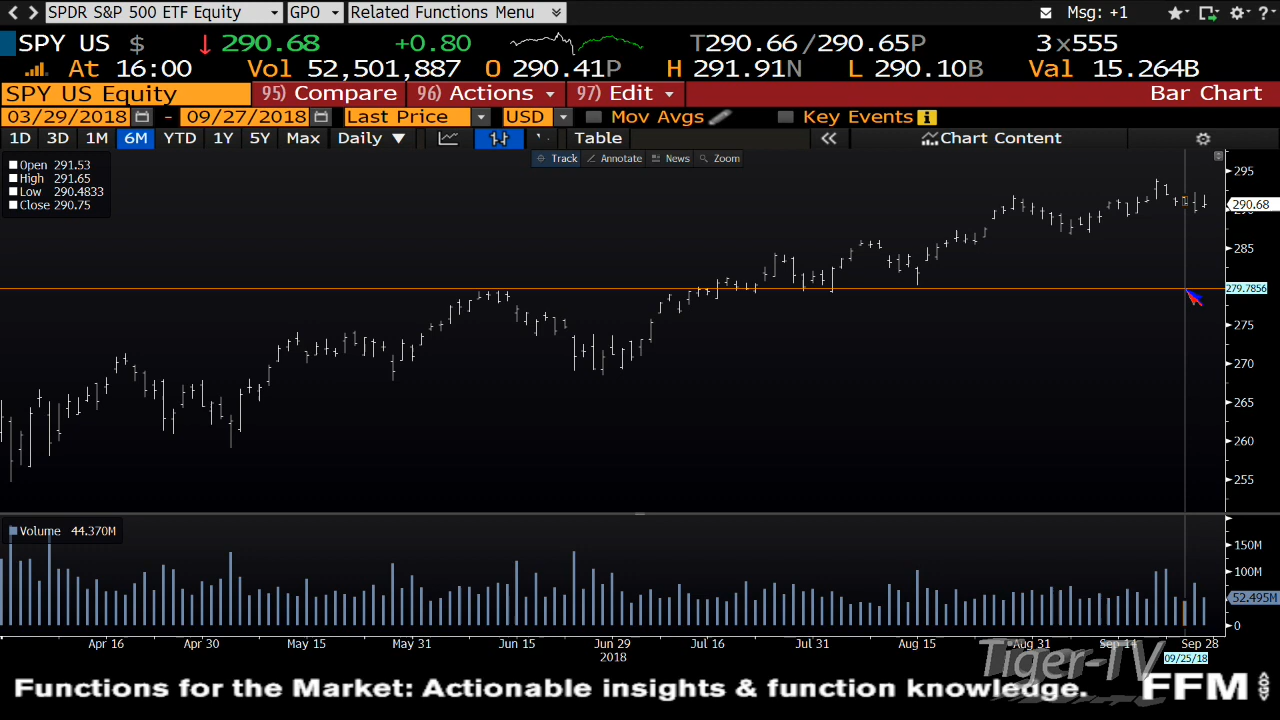 SPDR S&P 500 ETF Equity GPO Related Functions Menu Msg: +1 ?
SPY US $ 290.68 +0.80 T290.66 /290.65P 3 x555
At 16:00 Vol 52,501,887 O 290.41P H 291.91N L 290.10B Val 15.264B
SPY US Equity 95) Compare 96) Actions 97) Edit Bar Chart
03/29/2018 - 09/27/2018 Last Price USD Mov Avgs Key Events
1D 3D 1M 6M YTD 1Y 5Y Max Daily Table Chart Content
Track Annotate News Zoom
Open 291.53
High 291.65
Low 290.4833
Close 290.75
295
290.68
285
279.7856
275
270
265
260
255
Volume 44.370M
150M
100M
52.495M
0
Apr 16 Apr 30 May 15 May 31 Jun 15 Jun 29 Jul 16 Jul 31 Aug 15 Aug 31 Sep 14 Sep 28
2018
09/25/18
Tiger-TV
Functions for the Market: Actionable insights & function knowledge. FFM